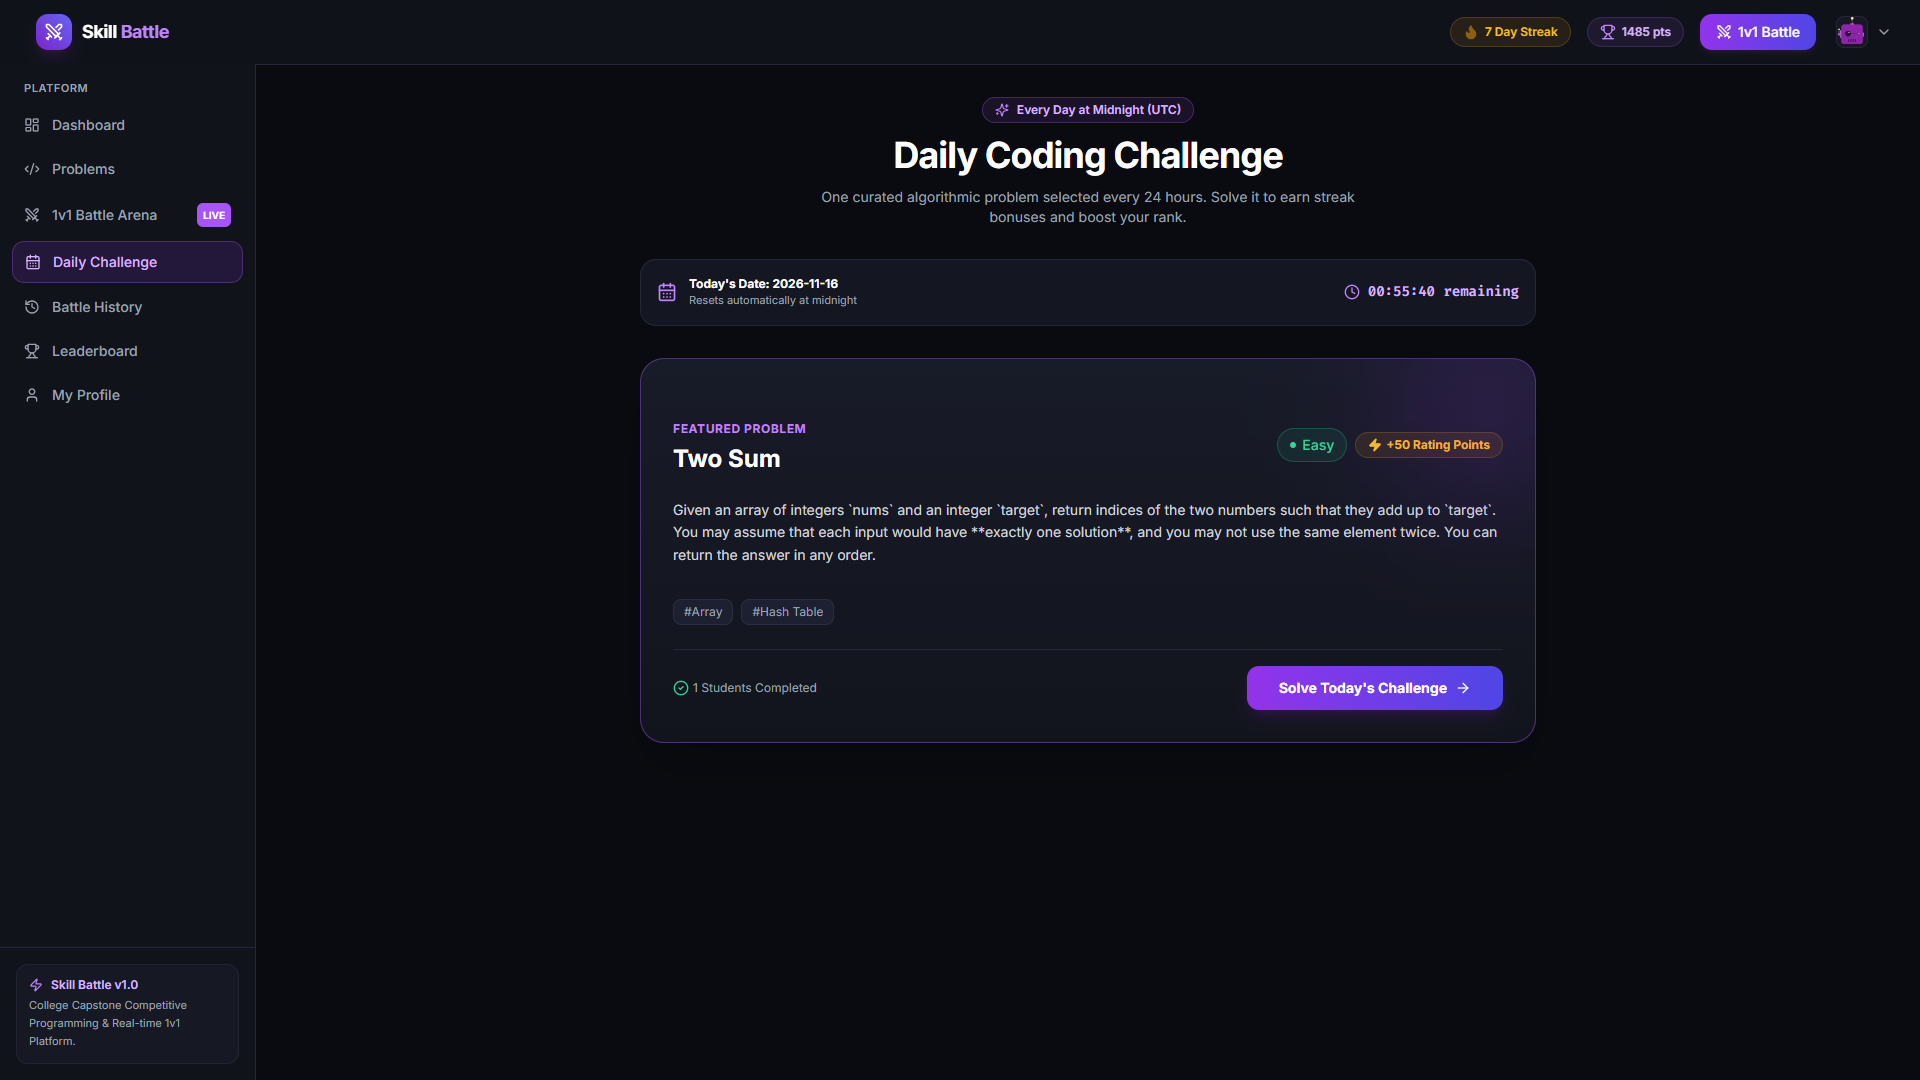 Skill Battle
7 Day Streak
1485 pts
1v1 Battle
PLATFORM
Dashboard
Problems
1v1 Battle Arena
LIVE
Daily Challenge
Battle History
Leaderboard
My Profile
Skill Battle v1.0
College Capstone Competitive
Programming & Real-time 1v1
Platform.
Every Day at Midnight (UTC)
Daily Coding Challenge
One curated algorithmic problem selected every 24 hours. Solve it to earn streak
bonuses and boost your rank.
Today's Date: 2026-11-16
Resets automatically at midnight
00:55:40 remaining
FEATURED PROBLEM
Two Sum
Easy
+50 Rating Points
Given an array of integers `nums` and an integer `target`, return indices of the two numbers such that they add up to `target`.
You may assume that each input would have **exactly one solution**, and you may not use the same element twice. You can
return the answer in any order.
#Array
#Hash Table
1 Students Completed
Solve Today's Challenge